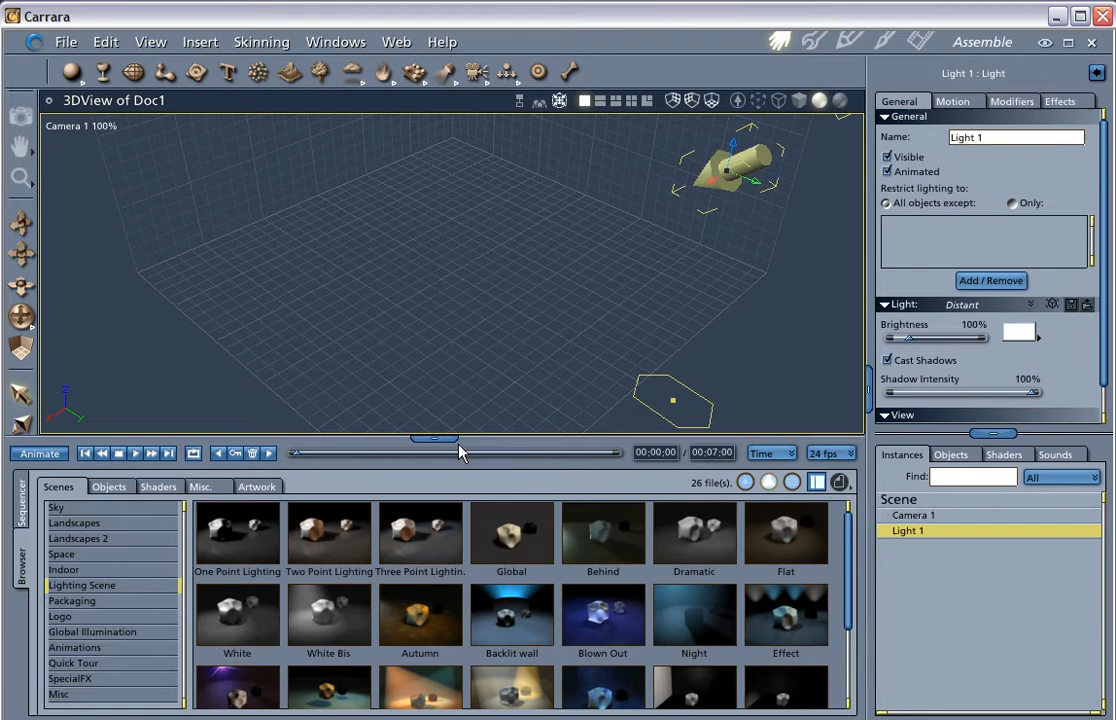 Carrara
File Edit View Insert Skinning Windows Web Help
Assemble
3DView of Doc1
Camera 1 100%
Z
Light 1 : Light
General Motion Modifiers Effects
General
Name: Light 1
Visible
Animated
Restrict lighting to:
All objects except: Only:
Add / Remove
Light: Distant
Brightness 100%
Cast Shadows
Shadow Intensity 100%
View
Animate
00:00:00 / 00:07:00 Time 24 fps
Sequencer
Browser
Scenes Objects Shaders Misc. Artwork
26 file(s).
Sky
Landscapes
Landscapes 2
Space
Indoor
Lighting Scene
Packaging
Logo
Global Illumination
Animations
Quick Tour
SpecialFX
Misc
One Point Lighting Two Point Lighting Three Point Lightin. Global Behind Dramatic Flat
White White Bis Autumn Backlit wall Blown Out Night Effect
Instances Objects Shaders Sounds
Find: All
Scene
Camera 1
Light 1